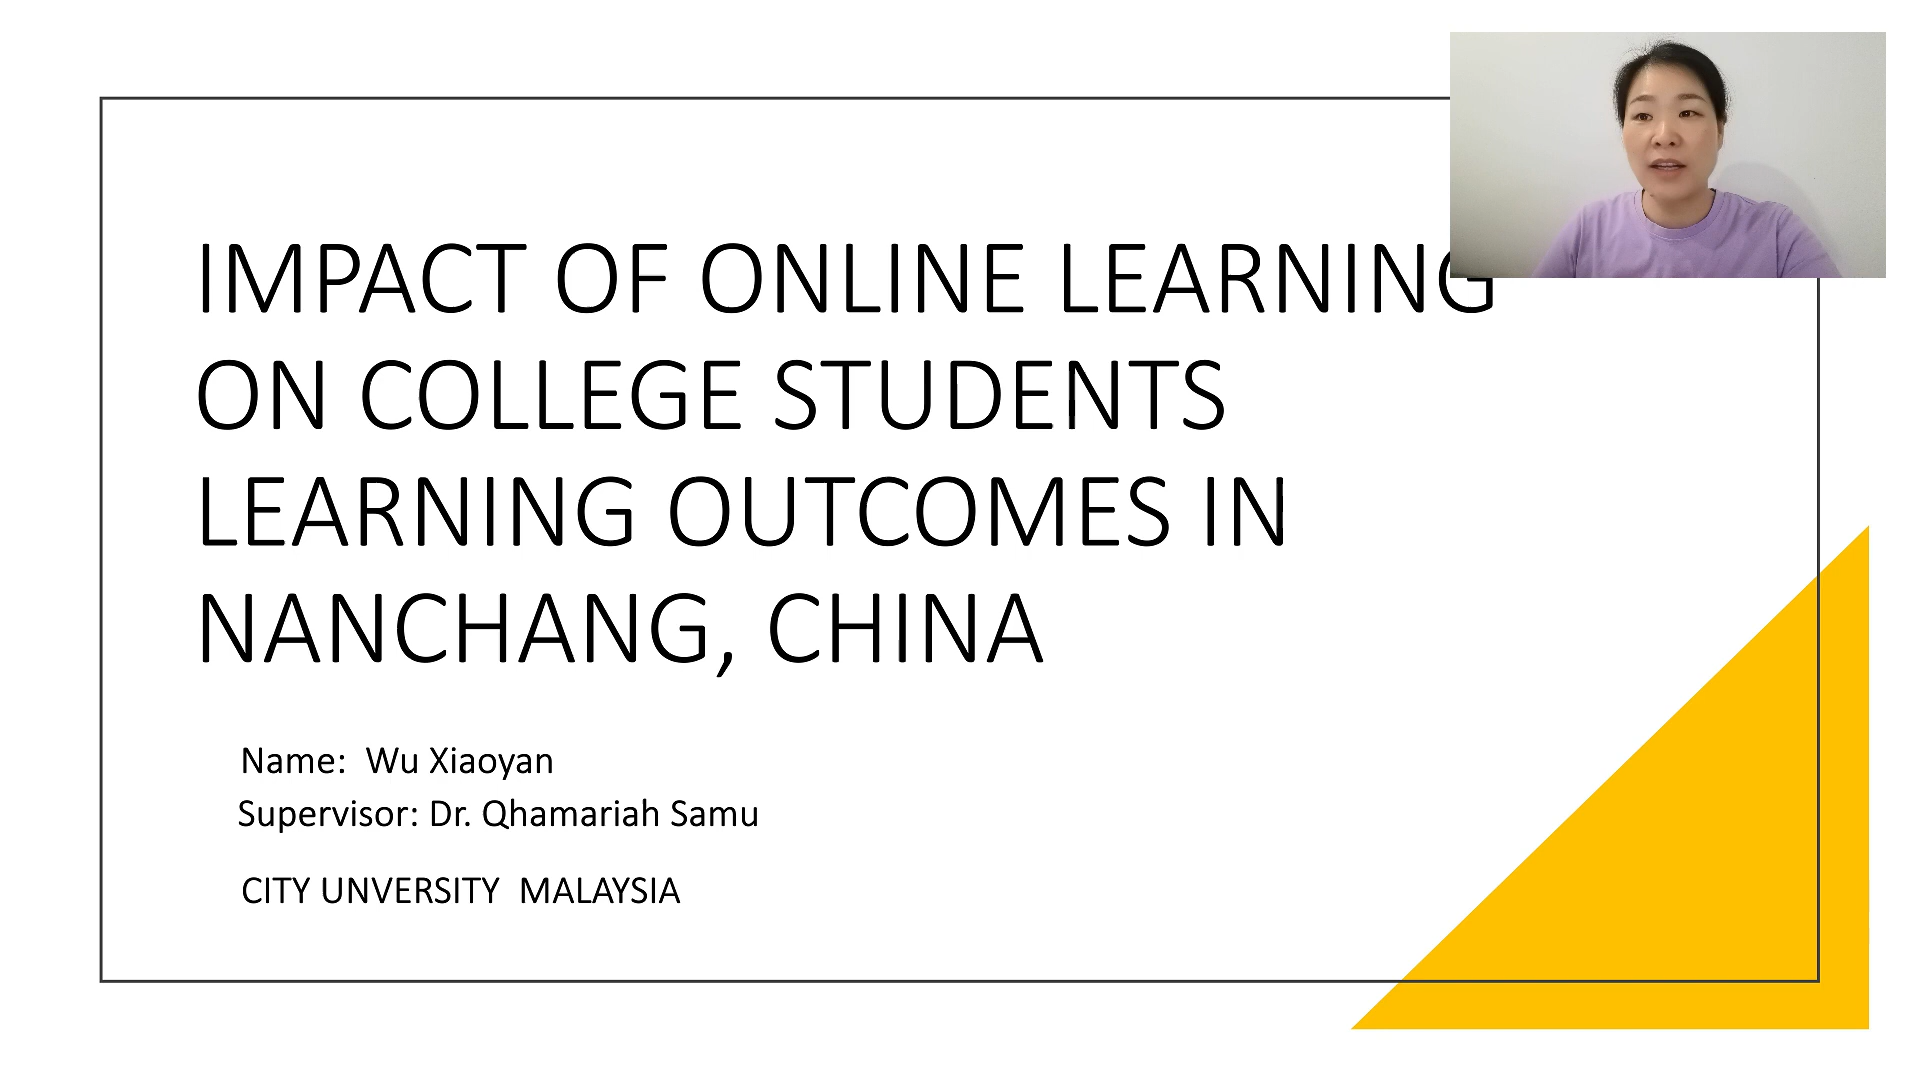 IMPACT OF ONLINE LEARNING
ON COLLEGE STUDENTS
LEARNING OUTCOMES IN
NANCHANG, CHINA
Name: Wu Xiaoyan
Supervisor: Dr. Qhamariah Samu
CITY UNVERSITY MALAYSIA